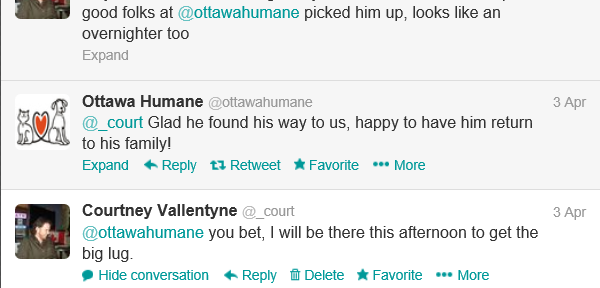 good folks at @ottawahumane picked him up, looks like an
overnighter too
Expand
Ottawa Humane @ottawahumane 3 Apr
@_court Glad he found his way to us, happy to have him return
to his family!
Expand Reply Retweet Favorite More
Courtney Vallentyne @_court 3 Apr
@ottawahumane you bet, I will be there this afternoon to get the
big lug.
Hide conversation Reply Delete Favorite More